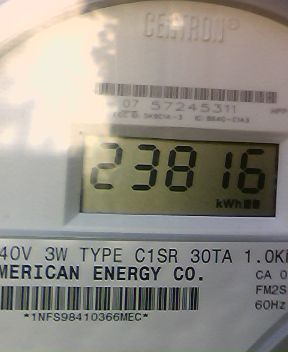 CENTRON®
07 57245311
23816
kWh
40V 3W TYPE C1SR 30TA 1.0K
MERICAN ENERGY CO.
CA 0
FM2S
60Hz
*1NFS98410366MEC*